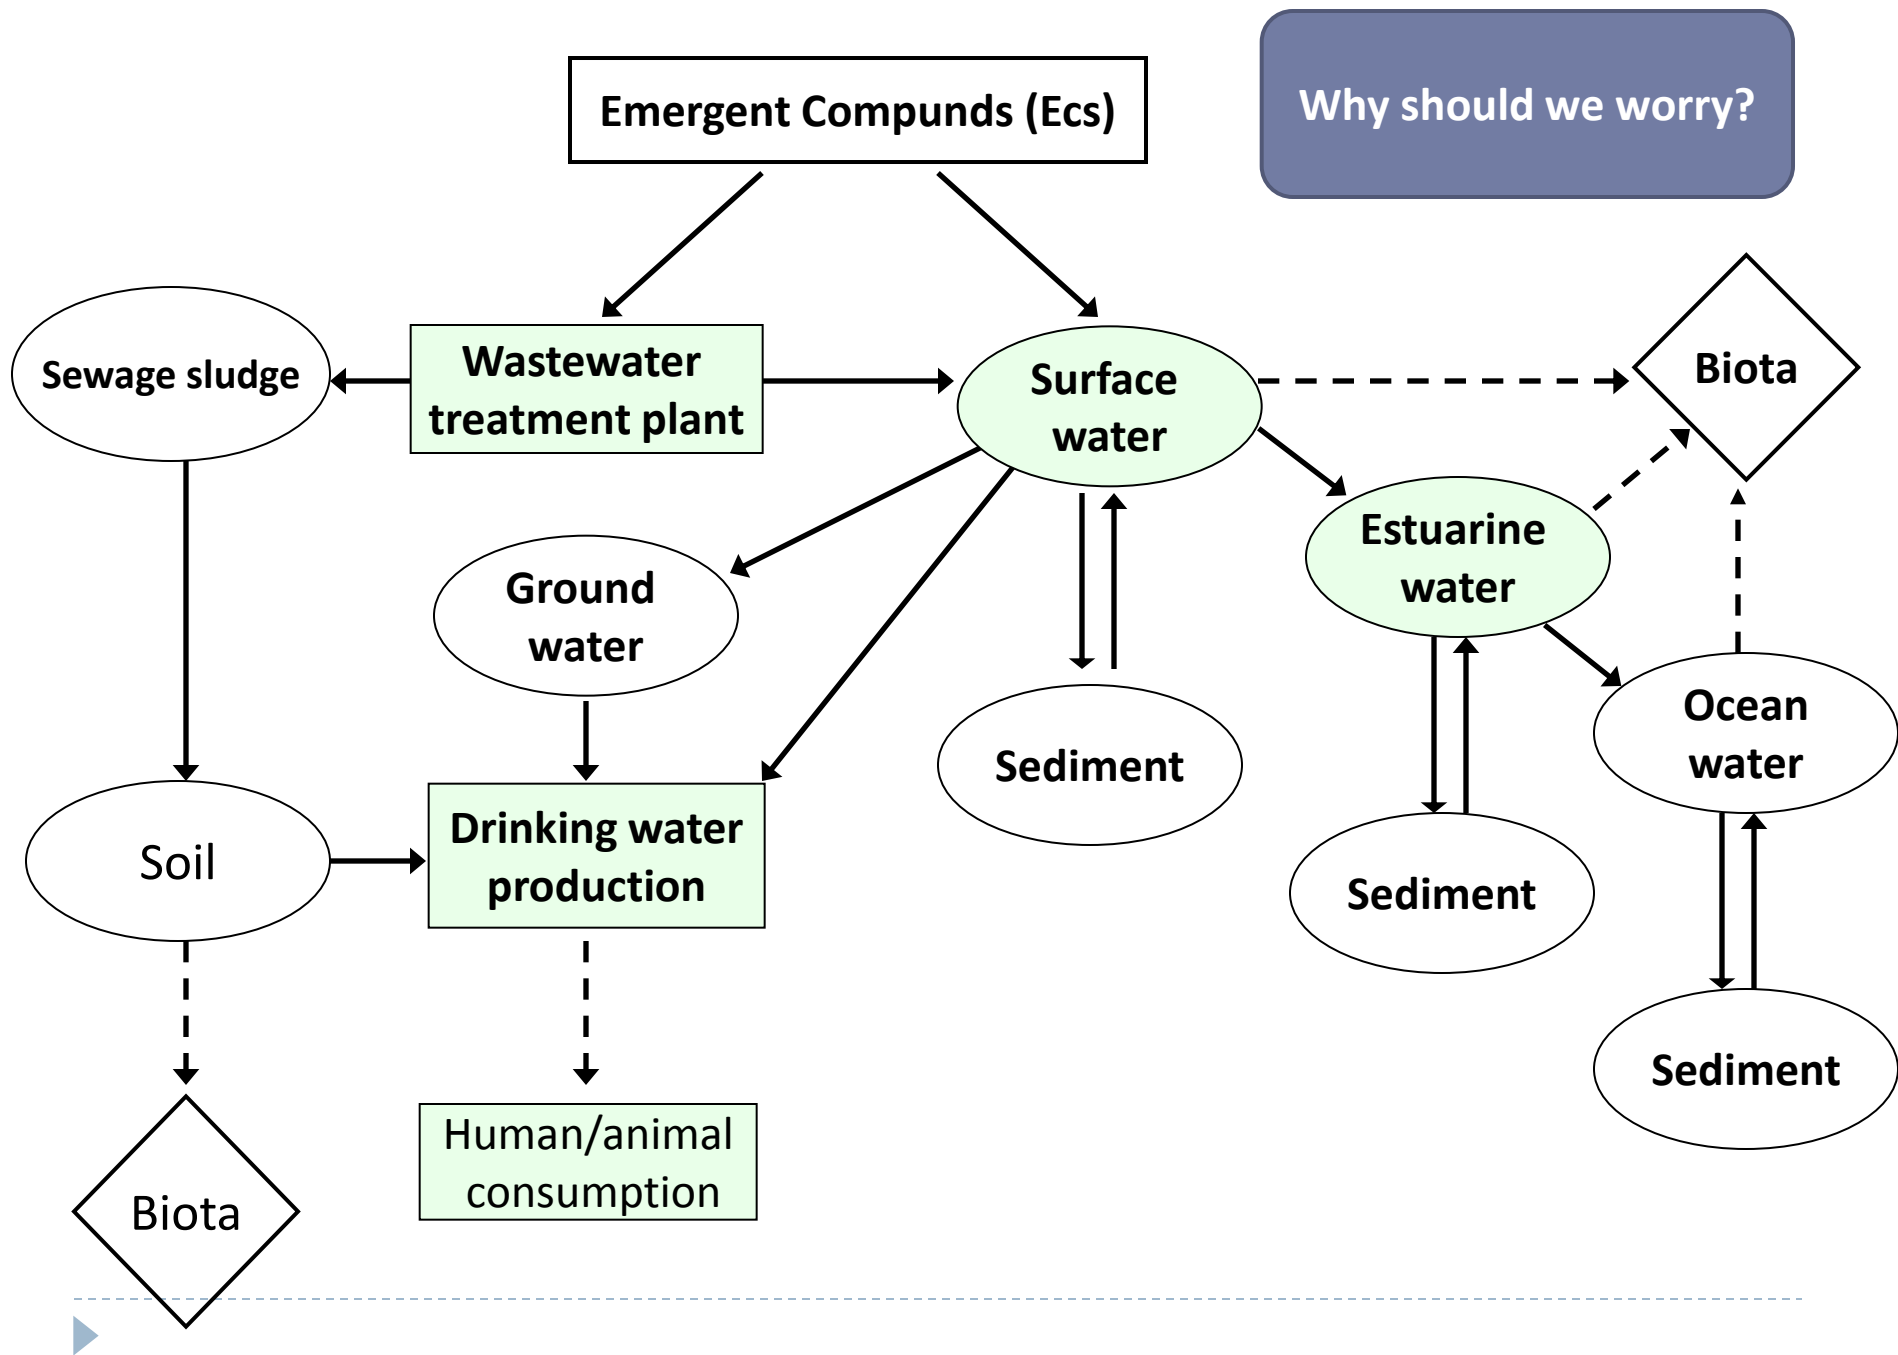 Emergent Compunds (Ecs)
Why should we worry?
Sewage sludge
Wastewater
treatment plant
Surface
water
Biota
Estuarine
water
Ground
water
Ocean
water
Sediment
Soil
Drinking water
production
Sediment
Sediment
Human/animal
consumption
Biota